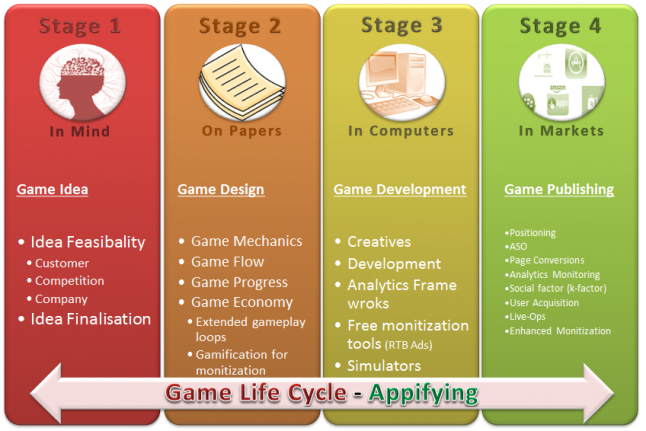 Stage 1
In Mind
Game Idea
• Idea Feasibality
• Customer
• Competition
• Company
• Idea Finalisation
Stage 2
On Papers
Game Design
• Game Mechanics
• Game Flow
• Game Progress
• Game Economy
• Extended gameplay
loops
• Gamification for
monitization
Stage 3
In Computers
Game Development
• Creatives
• Development
• Analytics Frame
wroks
• Free monitization
tools (RTB Ads)
• Simulators
Stage 4
amazon
In Markets
Game Publishing
•Positioning
•ASO
•Page Conversions
•Analytics Monitoring
•Social factor (k-factor)
•User Acquisition
•Live-Ops
•Enhanced Monitization
Game Life Cycle - Appifying